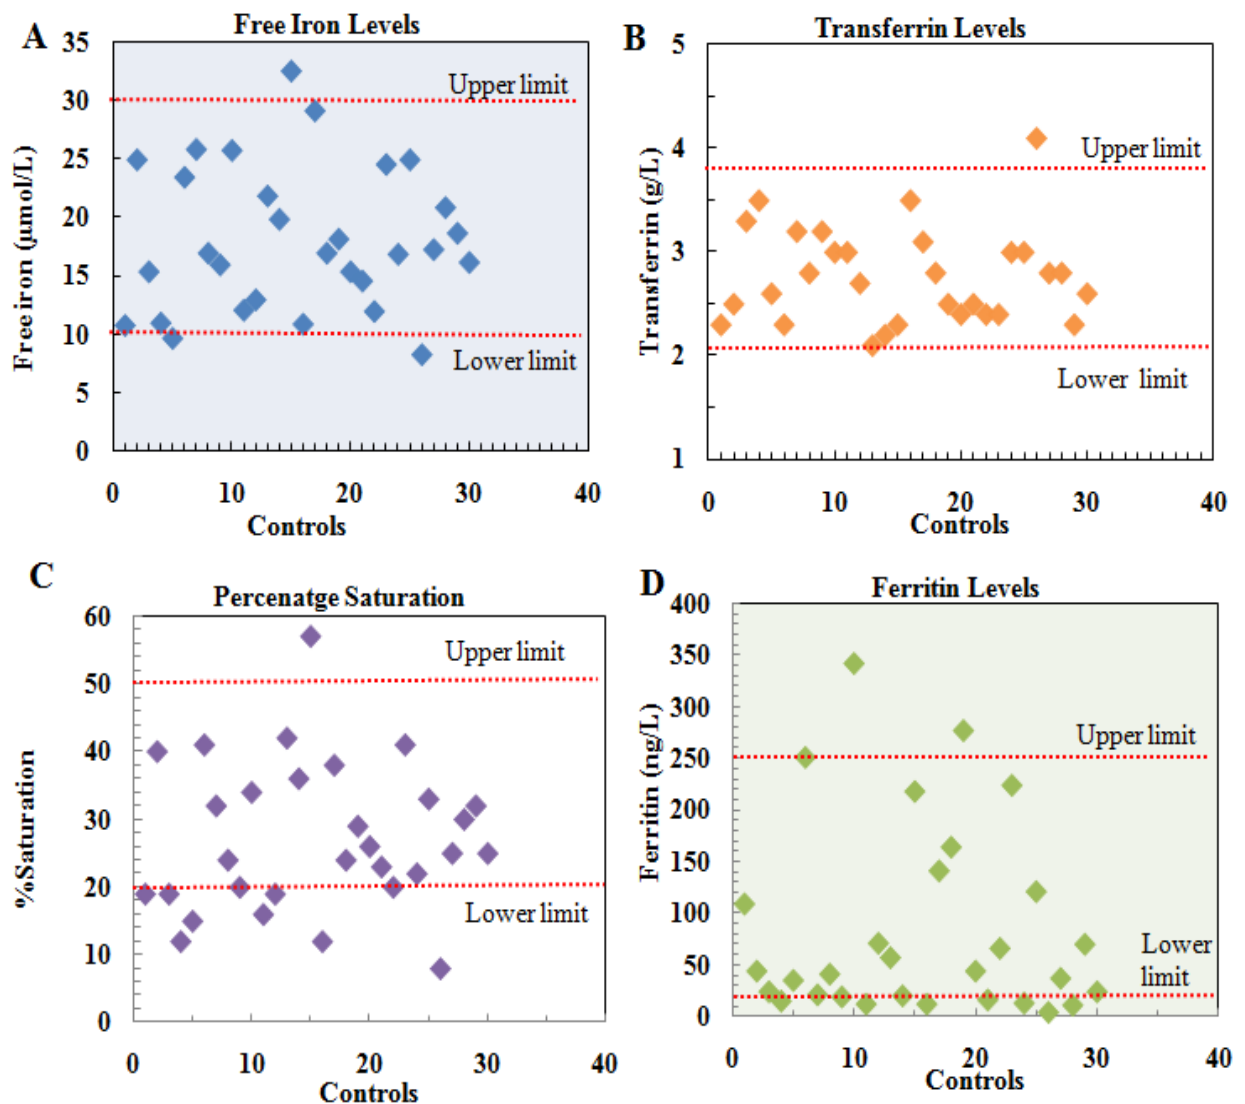 A
Free Iron Levels
35
30
25
20
15
10
5
0
Free iron (µmol/L)
Upper limit
Lower limit
0 10 20 30 40
Controls
B
Transferrin Levels
5
4
3
2
1
Transferrin (g/L)
Upper limit
Lower limit
0 10 20 30 40
Controls
C
Percenatge Saturation
60
50
40
30
20
10
0
%Saturation
Upper limit
Lower limit
0 10 20 30 40
Controls
D
Ferritin Levels
400
350
300
250
200
150
100
50
0
Ferritin (ng/L)
Upper limit
Lower
limit
0 10 20 30 40
Controls